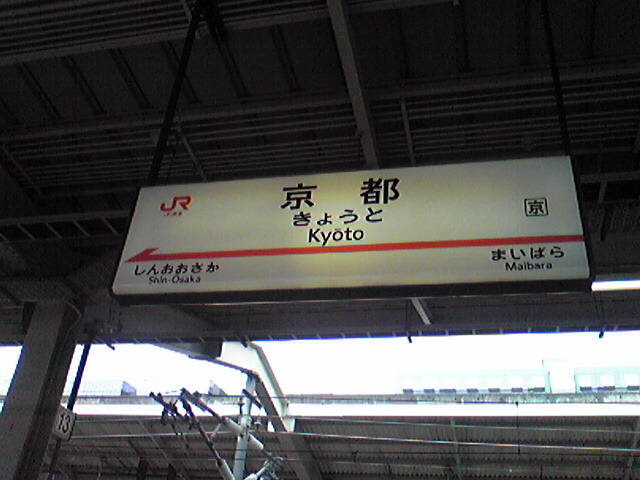 JR
京都
京
きょうと
Kyōto
しんおおさか
Shin-Osaka
まいばら
Maibara
13